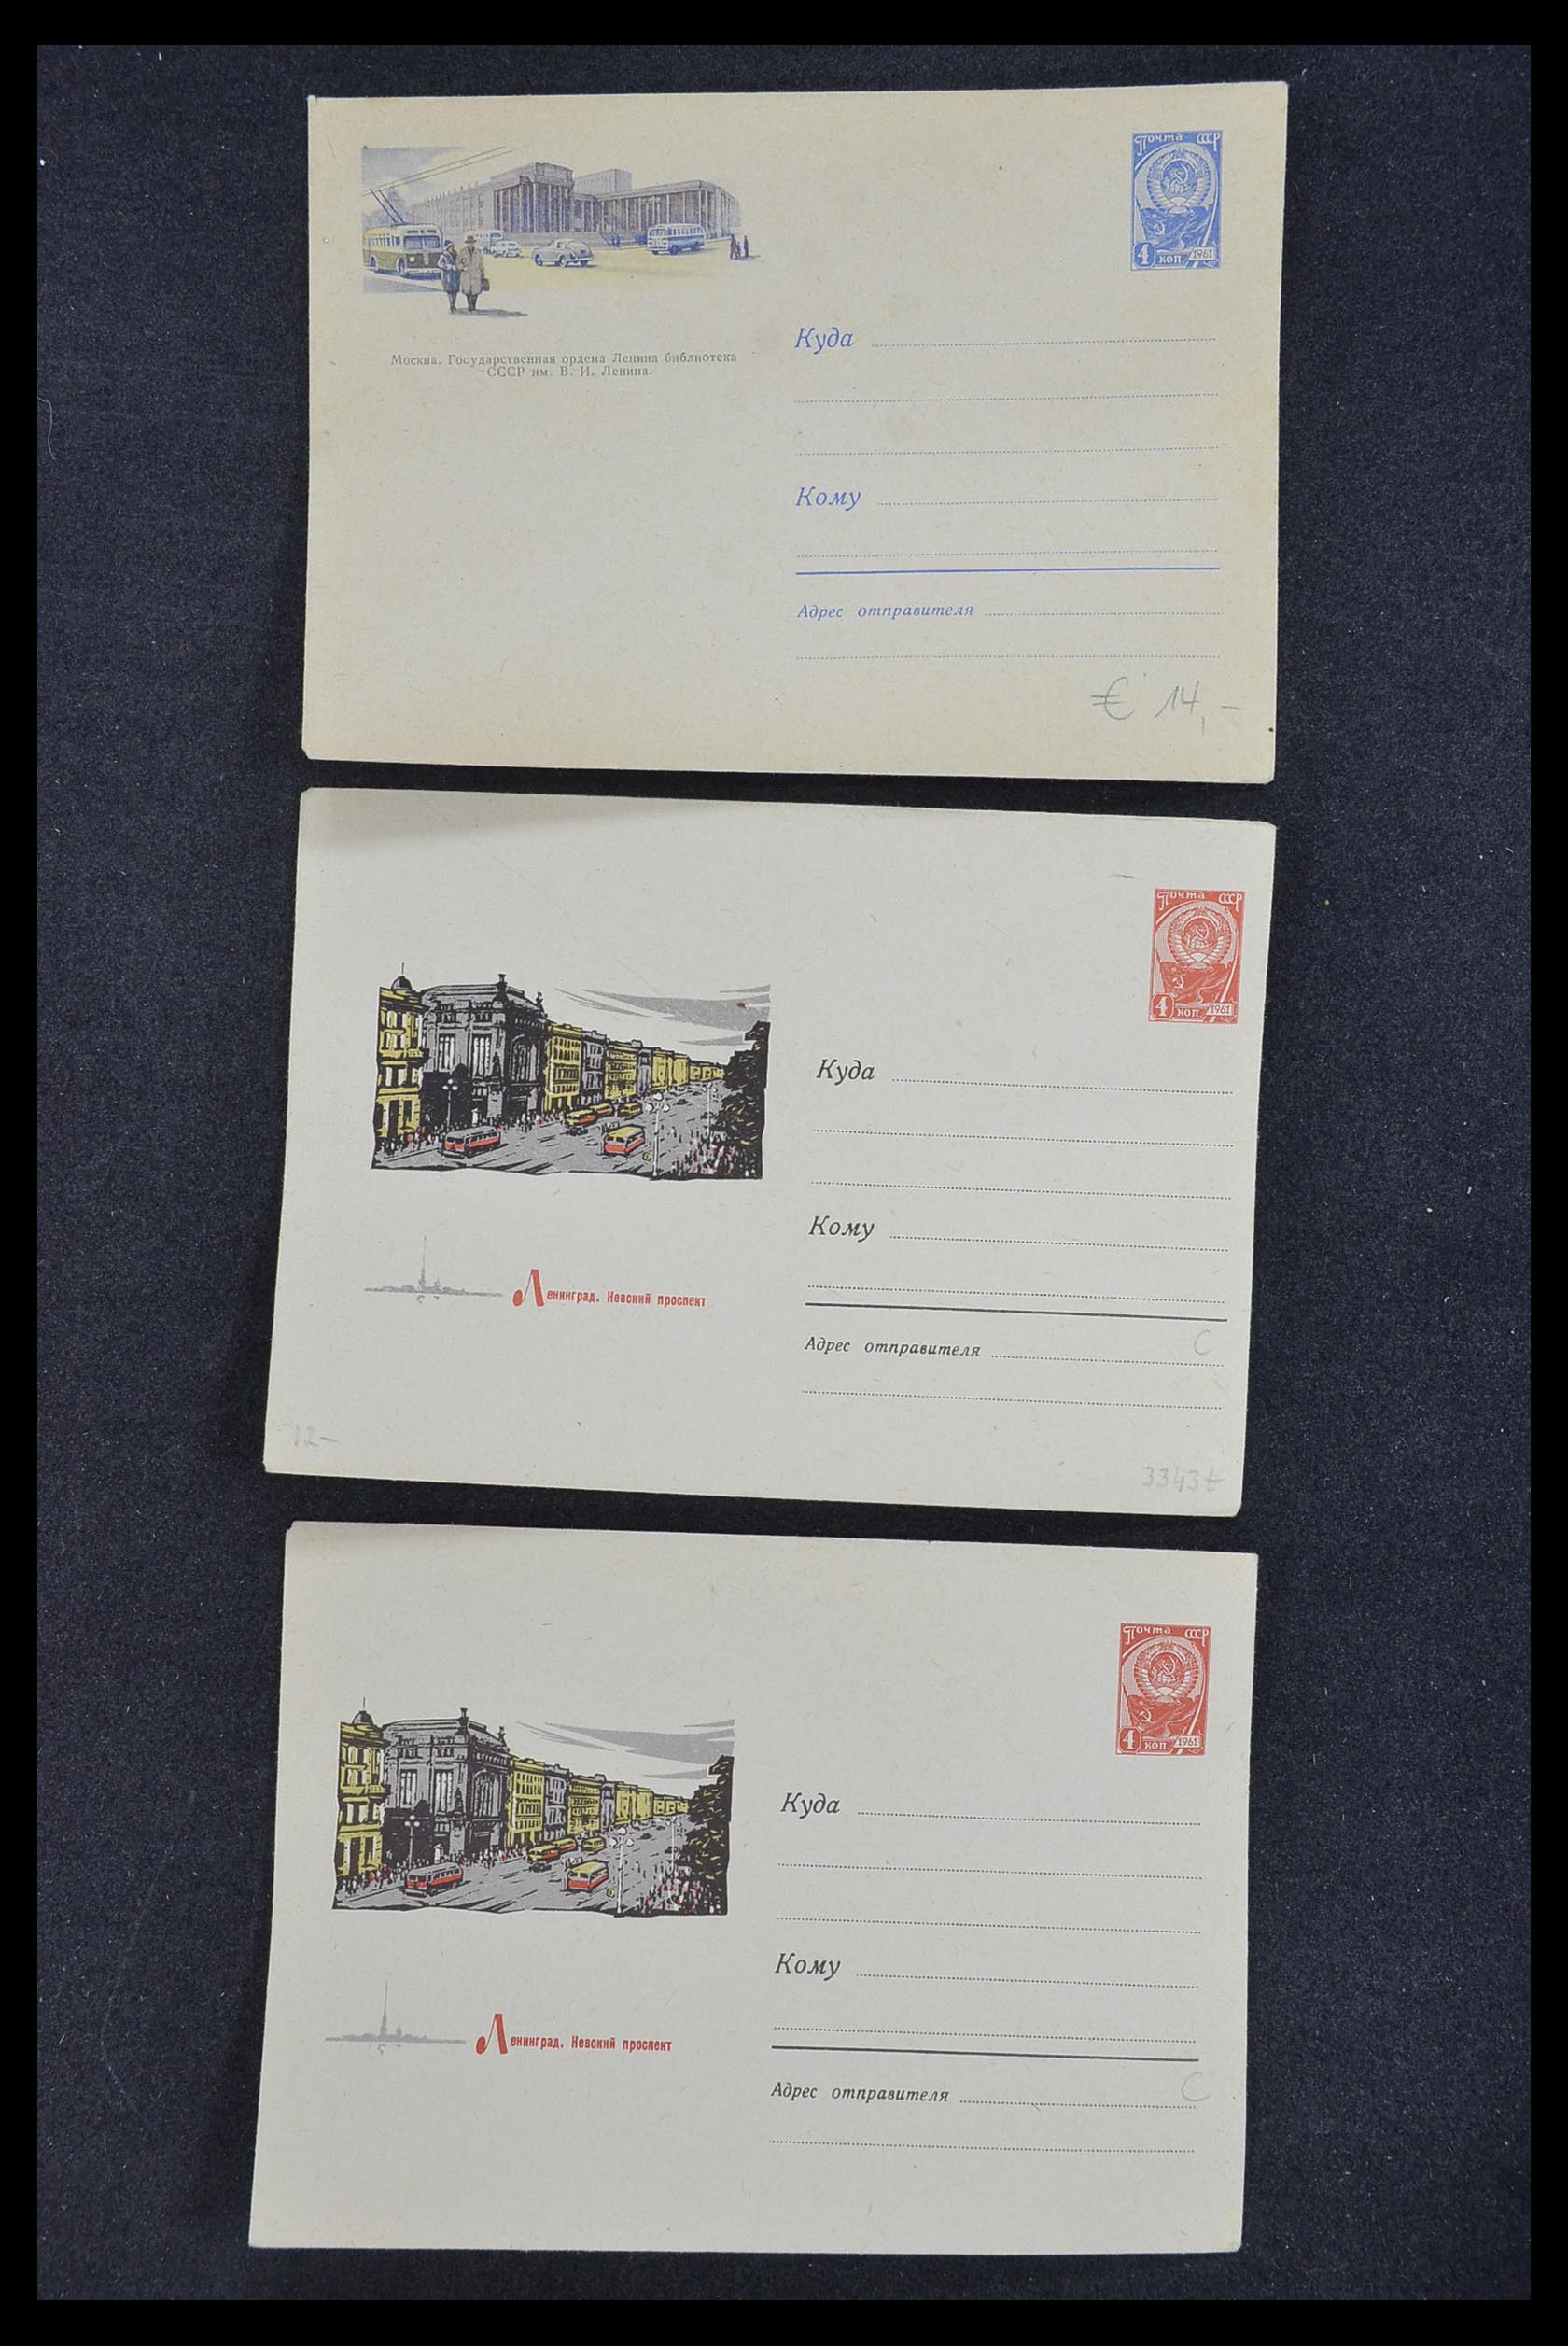 Почта СССР
4 коп 1961
Москва. Государственная ордена Ленина библиотека
СССР им. В. И. Ленина.
Куда
Кому
Адрес отправителя
€ 14,-
Почта СССР
4 коп 1961
Куда
Кому
Ленинград. Невский проспект
Адрес отправителя C
12-
3343
Почта СССР
4 коп 1961
Куда
Кому
Ленинград. Невский проспект
Адрес отправителя C